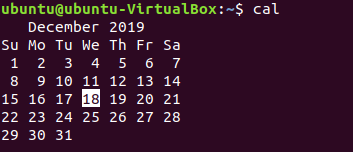 ubuntu@ubuntu-VirtualBox:~$ cal
   December 2019
Su Mo Tu We Th Fr Sa
 1  2  3  4  5  6  7
 8  9 10 11 12 13 14
15 16 17 18 19 20 21
22 23 24 25 26 27 28
29 30 31